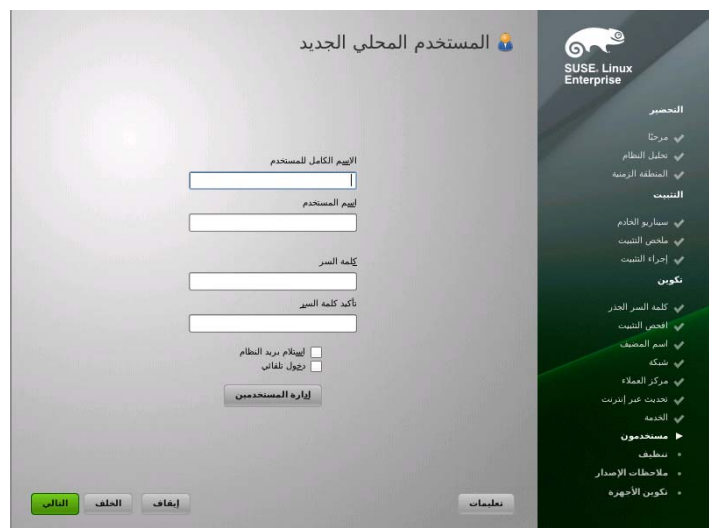 المستخدم المحلي الجديد
الاسم الكامل للمستخدم
اسم المستخدم
كلمة السر
تأكيد كلمة السر
إستلام بريد النظام
دخول تلقائي
إدارة المستخدمين
تعليمات
إيقاف
الخلف
التالي
SUSE. Linux
Enterprise
التحضير
مرحبًا
تحليل النظام
المنطقة الزمنية
التثبيت
سيناريو الخادم
ملخص التثبيت
إجراء التثبيت
تكوين
كلمة السر الجذر
افحص التثبيت
اسم المضيف
شبكة
مركز العملاء
تحديث عبر إنترنت
الخدمة
مستخدمون
تنظيف
ملاحظات الإصدار
تكوين الأجهزة